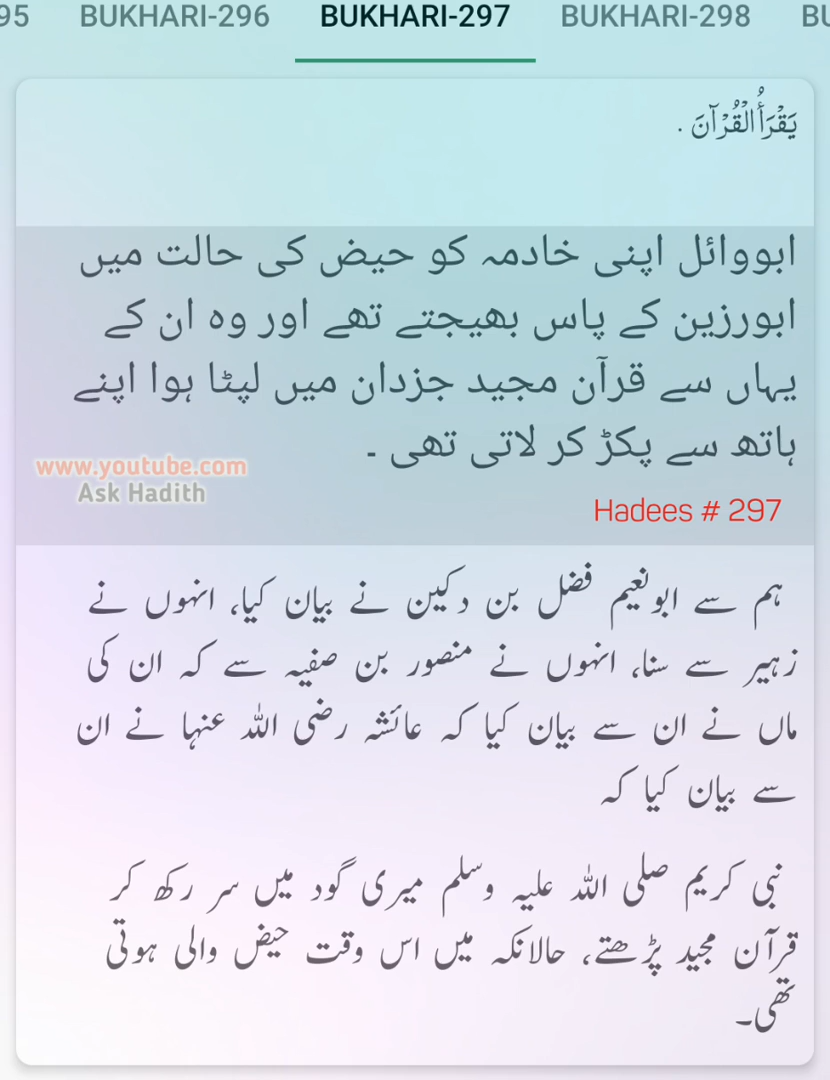 95 BUKHARI-296 BUKHARI-297 BUKHARI-298 BU
يَقْرَأُ الْقُرْآنَ .
ابووائل اپنی خادمہ کو حیض کی حالت میں
ابورزین کے پاس بھیجتے تھے اور وہ ان کے
یہاں سے قرآن مجید جزدان میں لپٹا ہوا اپنے
ہاتھ سے پکڑ کر لاتی تھی ۔
www.youtube.com
Ask Hadith
Hadees # 297
ہم سے ابونعیم فضل بن دکین نے بیان کیا، انہوں نے
زہیر سے سنا، انہوں نے منصور بن صفیہ سے کہ ان کی
ماں نے ان سے بیان کیا کہ عائشہ رضی اللہ عنہا نے ان
سے بیان کیا کہ
نبی کریم صلی اللہ علیہ وسلم میری گود میں سر رکھ کر
قرآن مجید پڑھتے، حالانکہ میں اس وقت حیض والی ہوتی
تھی۔